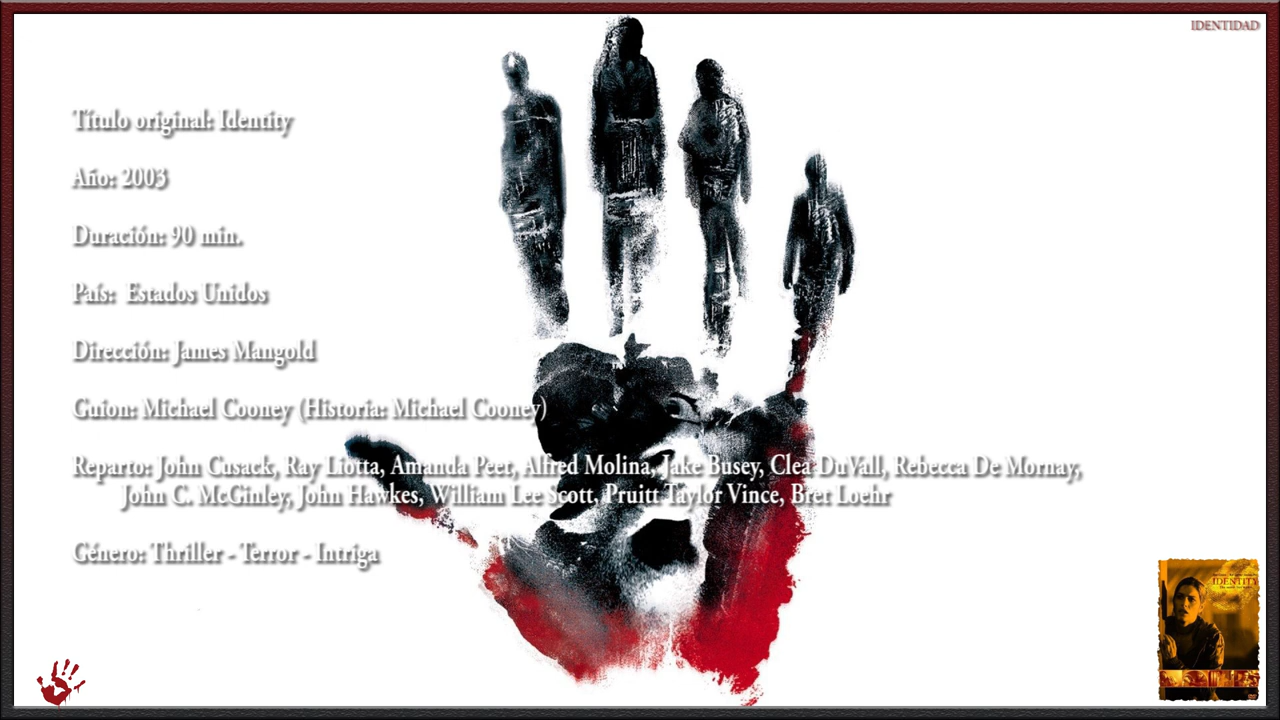 IDENTIDAD
Título original: Identity
Año: 2003
Duración: 90 min.
País: Estados Unidos
Dirección: James Mangold
Guion: Michael Cooney (Historia: Michael Cooney)
Reparto: John Cusack, Ray Liotta, Amanda Peet, Alfred Molina, Jake Busey, Clea DuVall, Rebecca De Mornay,
John C. McGinley, John Hawkes, William Lee Scott, Pruitt Taylor Vince, Bret Loehr
Género: Thriller - Terror - Intriga
IDENTITY